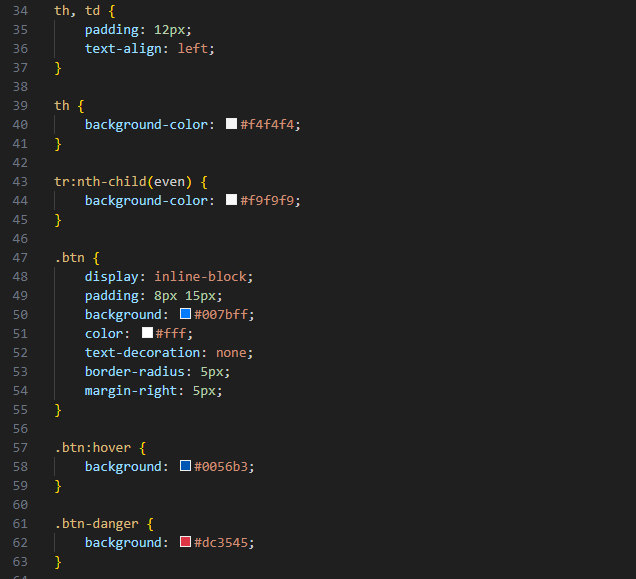 34 th, td {
35     padding: 12px;
36     text-align: left;
37 }
38
39 th {
40     background-color: #f4f4f4;
41 }
42
43 tr:nth-child(even) {
44     background-color: #f9f9f9;
45 }
46
47 .btn {
48     display: inline-block;
49     padding: 8px 15px;
50     background: #007bff;
51     color: #fff;
52     text-decoration: none;
53     border-radius: 5px;
54     margin-right: 5px;
55 }
56
57 .btn:hover {
58     background: #0056b3;
59 }
60
61 .btn-danger {
62     background: #dc3545;
63 }